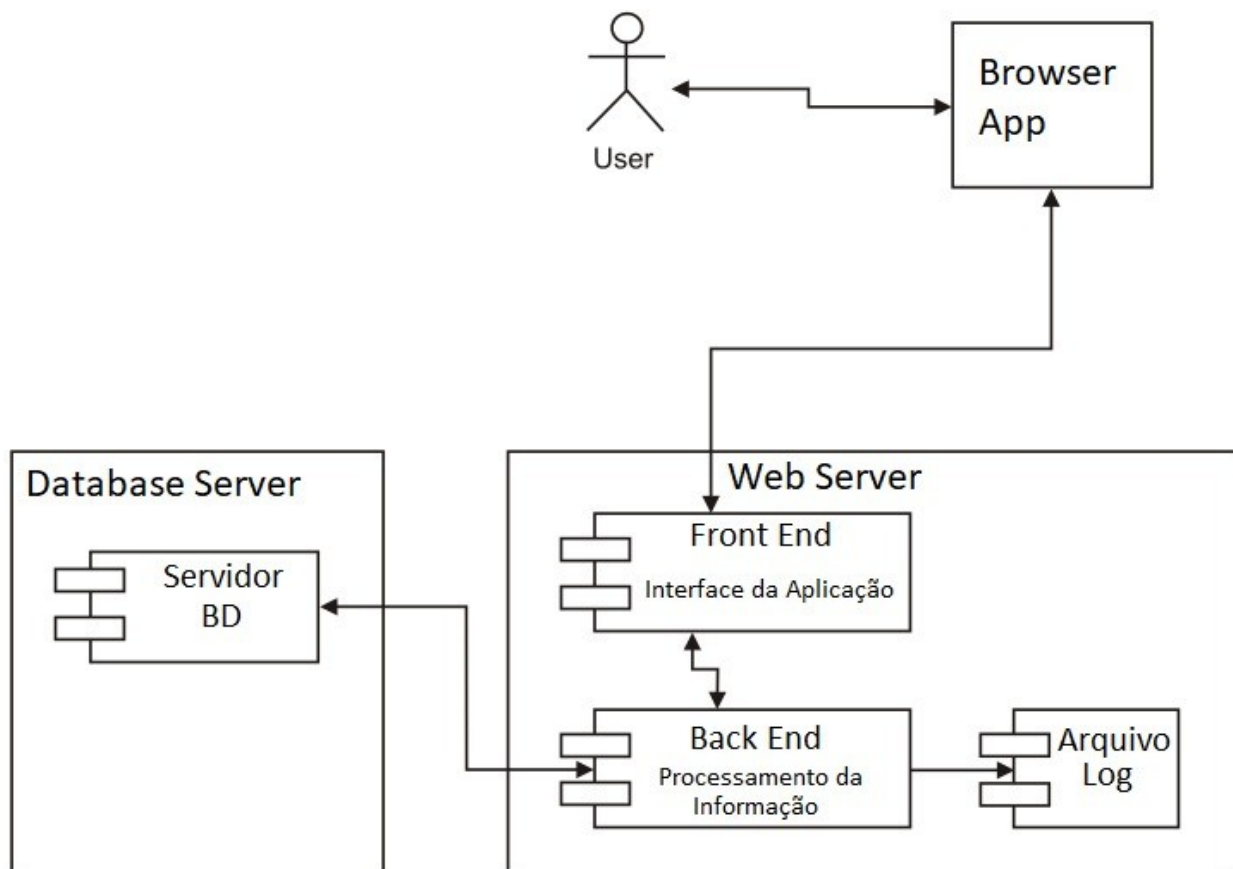 Browser
App
User
Database Server
Servidor
BD
Web Server
Front End
Interface da Aplicação
Back End
Processamento da
Informação
Arquivo
Log